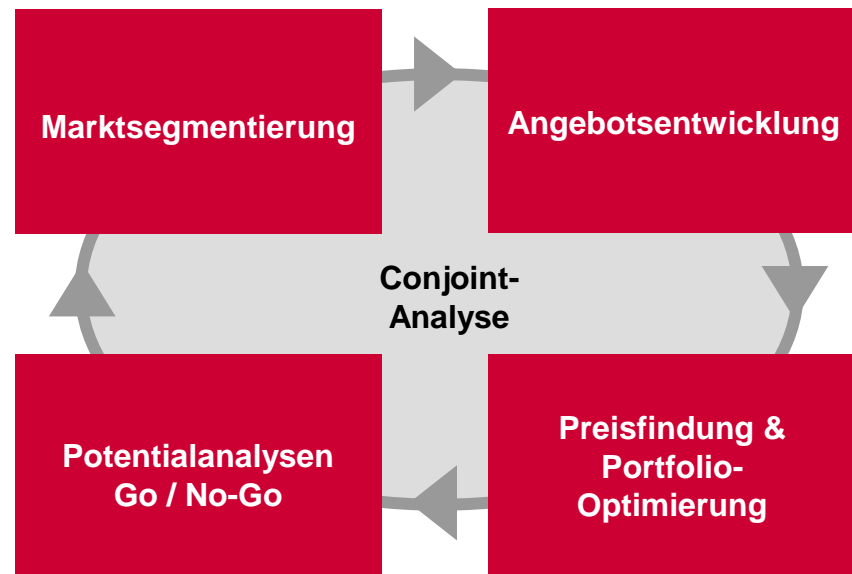 Marktsegmentierung
Angebotsentwicklung
Conjoint-
Analyse
Potentialanalysen
Go / No-Go
Preisfindung &
Portfolio-
Optimierung